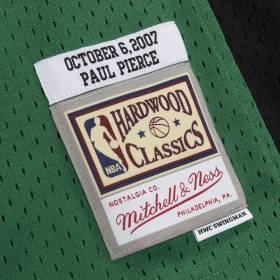 OCTOBER 6, 2007
PAUL PIERCE
HARDWOOD
NBA
CLASSICS
NOSTALGIA CO.
Mitchell & Ness
PHILADELPHIA, PA.
HWC SWINGMAN